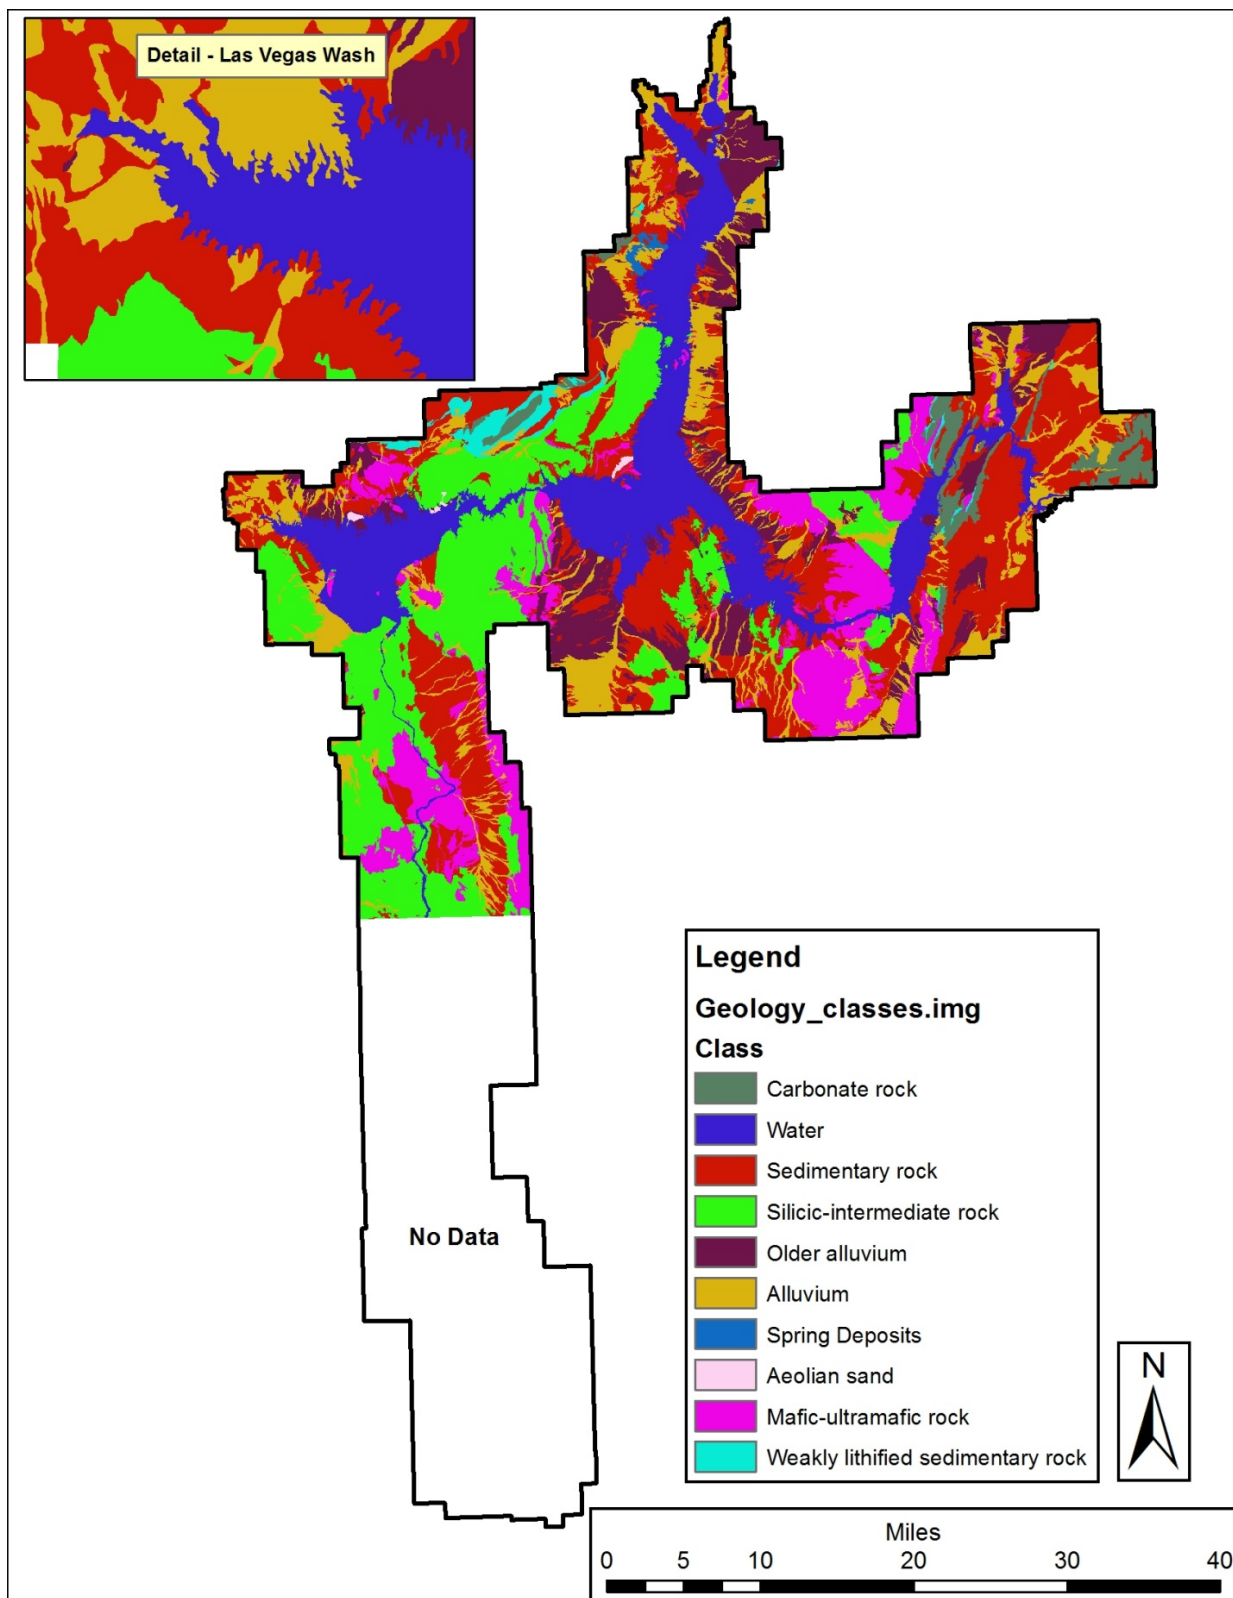 Detail - Las Vegas Wash
Legend
Geology_classes.img
Class
Carbonate rock
Water
Sedimentary rock
Silicic-intermediate rock
Older alluvium
Alluvium
Spring Deposits
Aeolian sand
Mafic-ultramafic rock
Weakly lithified sedimentary rock
No Data
N
Miles
0 5 10 20 30 40